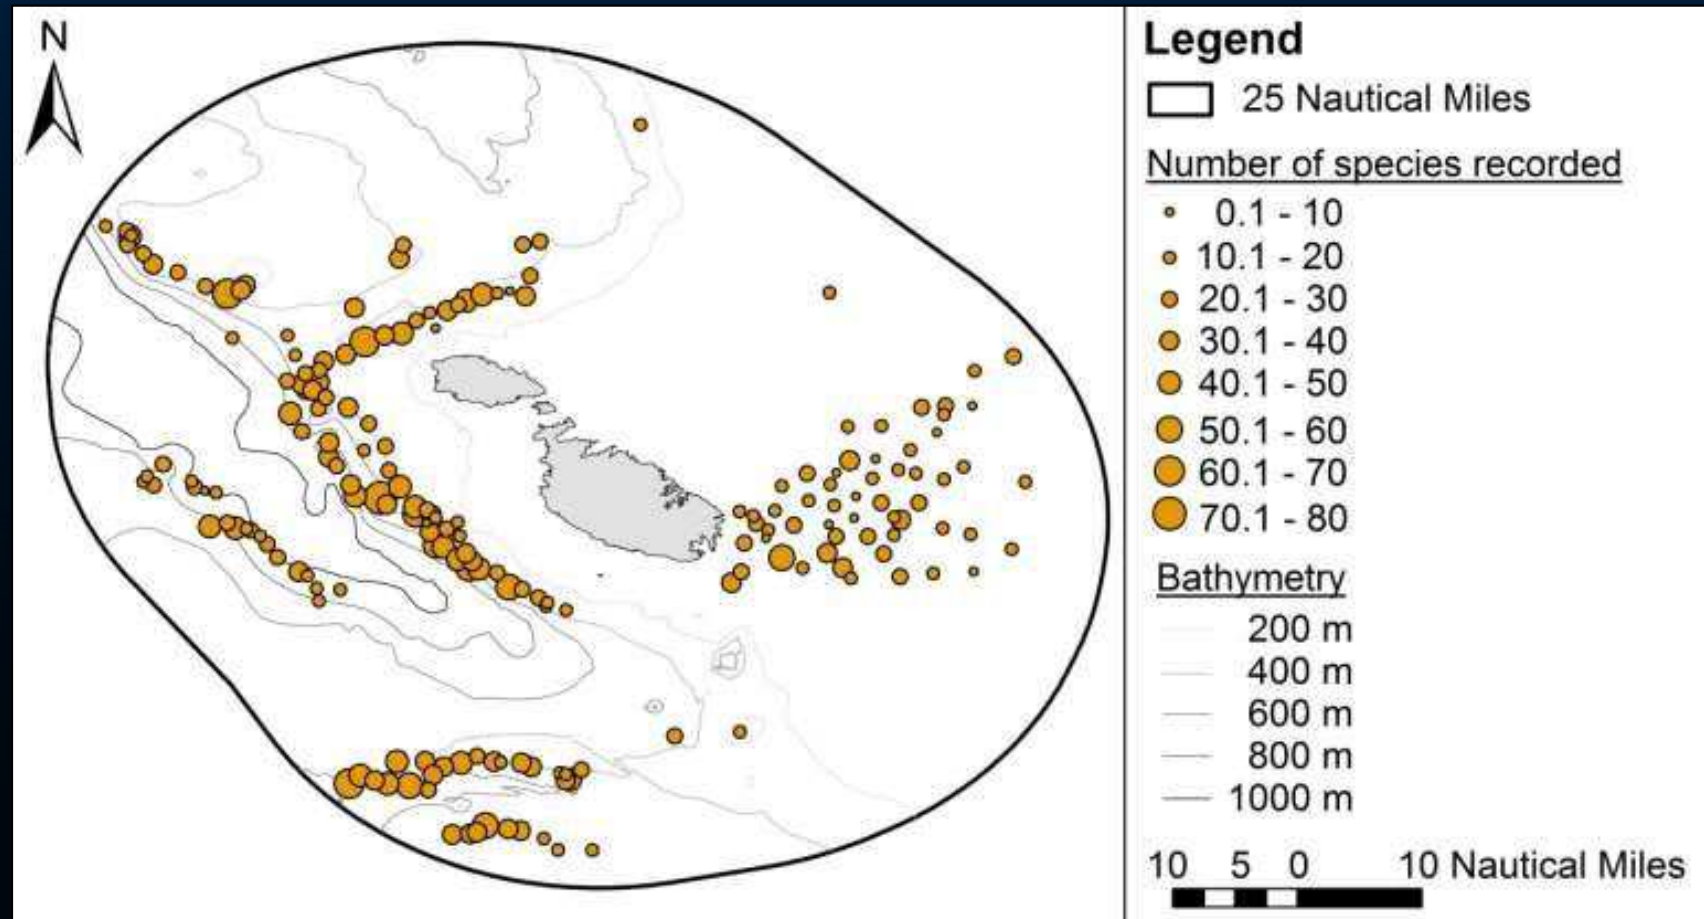 N
Legend
25 Nautical Miles
Number of species recorded
0.1 - 10
10.1 - 20
20.1 - 30
30.1 - 40
40.1 - 50
50.1 - 60
60.1 - 70
70.1 - 80
Bathymetry
200 m
400 m
600 m
800 m
1000 m
10 5 0 10 Nautical Miles